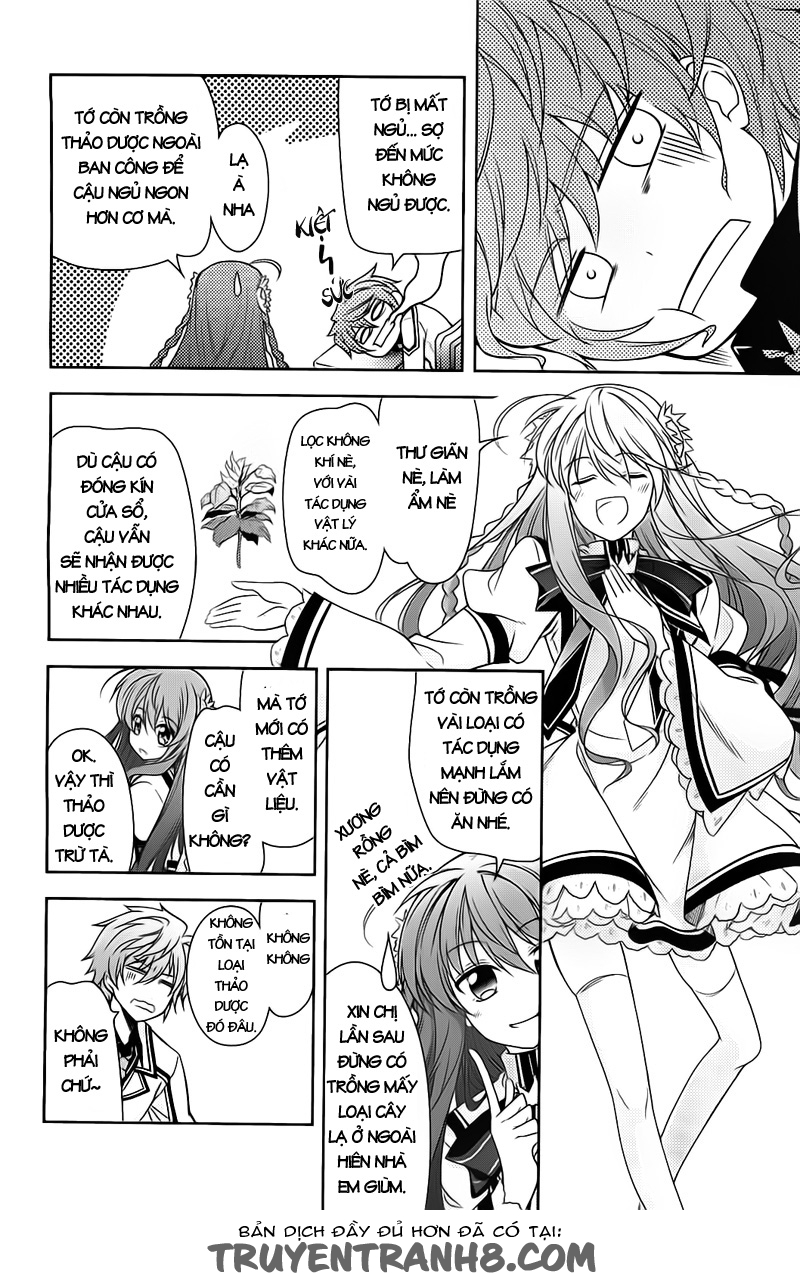 TỚ BỊ MẤT
NGỦ... SỢ
ĐẾN MỨC
KHÔNG
NGỦ ĐƯỢC.
KIỆT
SỨC
LẠ
À
NHA
TỚ CÒN TRỒNG
THẢO DƯỢC NGOÀI
BAN CÔNG ĐỂ
CẬU NGỦ NGON
HƠN CƠ MÀ.
THƯ GIÃN
NÈ, LÀM
ẨM NÈ
LỌC KHÔNG
KHÍ NÈ,
VỚI VÀI
TÁC DỤNG
VẬT LÝ
KHÁC NỮA.
DÙ CẬU CÓ
ĐÓNG KÍN
CỬA SỔ,
CẬU VẪN
SẼ NHẬN ĐƯỢC
NHIỀU TÁC DỤNG
KHÁC NHAU.
TỚ CÒN TRỒNG
VÀI LOẠI CÓ
TÁC DỤNG
MẠNH LẮM
NÊN ĐỪNG CÓ
ĂN NHÉ.
XƯƠNG
RỒNG
NÈ, CẢ BÌM
BÌM NỮA.
XIN CHỊ
LẦN SAU
ĐỪNG CÓ
TRỒNG MẤY
LOẠI CÂY
LẠ Ở NGOÀI
HIÊN NHÀ
EM GIÙM.
MÀ TỚ
MỚI CÓ
THÊM
VẬT
LIỆU.
CẬU
CÓ
CẦN
GÌ
KHÔNG?
OK.
VẬY THÌ
THẢO
DƯỢC
TRỪ TÀ.
KHÔNG
KHÔNG
KHÔNG
TỒN TẠI
LOẠI
THẢO
DƯỢC
ĐÓ ĐÂU.
KHÔNG
PHẢI
CHỨ~
BẢN DỊCH ĐẦY ĐỦ HƠN ĐÃ CÓ TẠI:
TRUYENTRANH8.COM